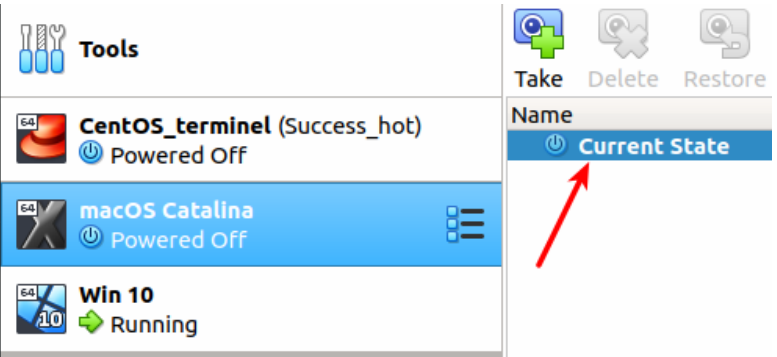 Tools
64
CentOS_terminel (Success_hot)
Powered Off
64
macOS Catalina
Powered Off
64
10
Win 10
Running
Take Delete Restore
Name
Current State